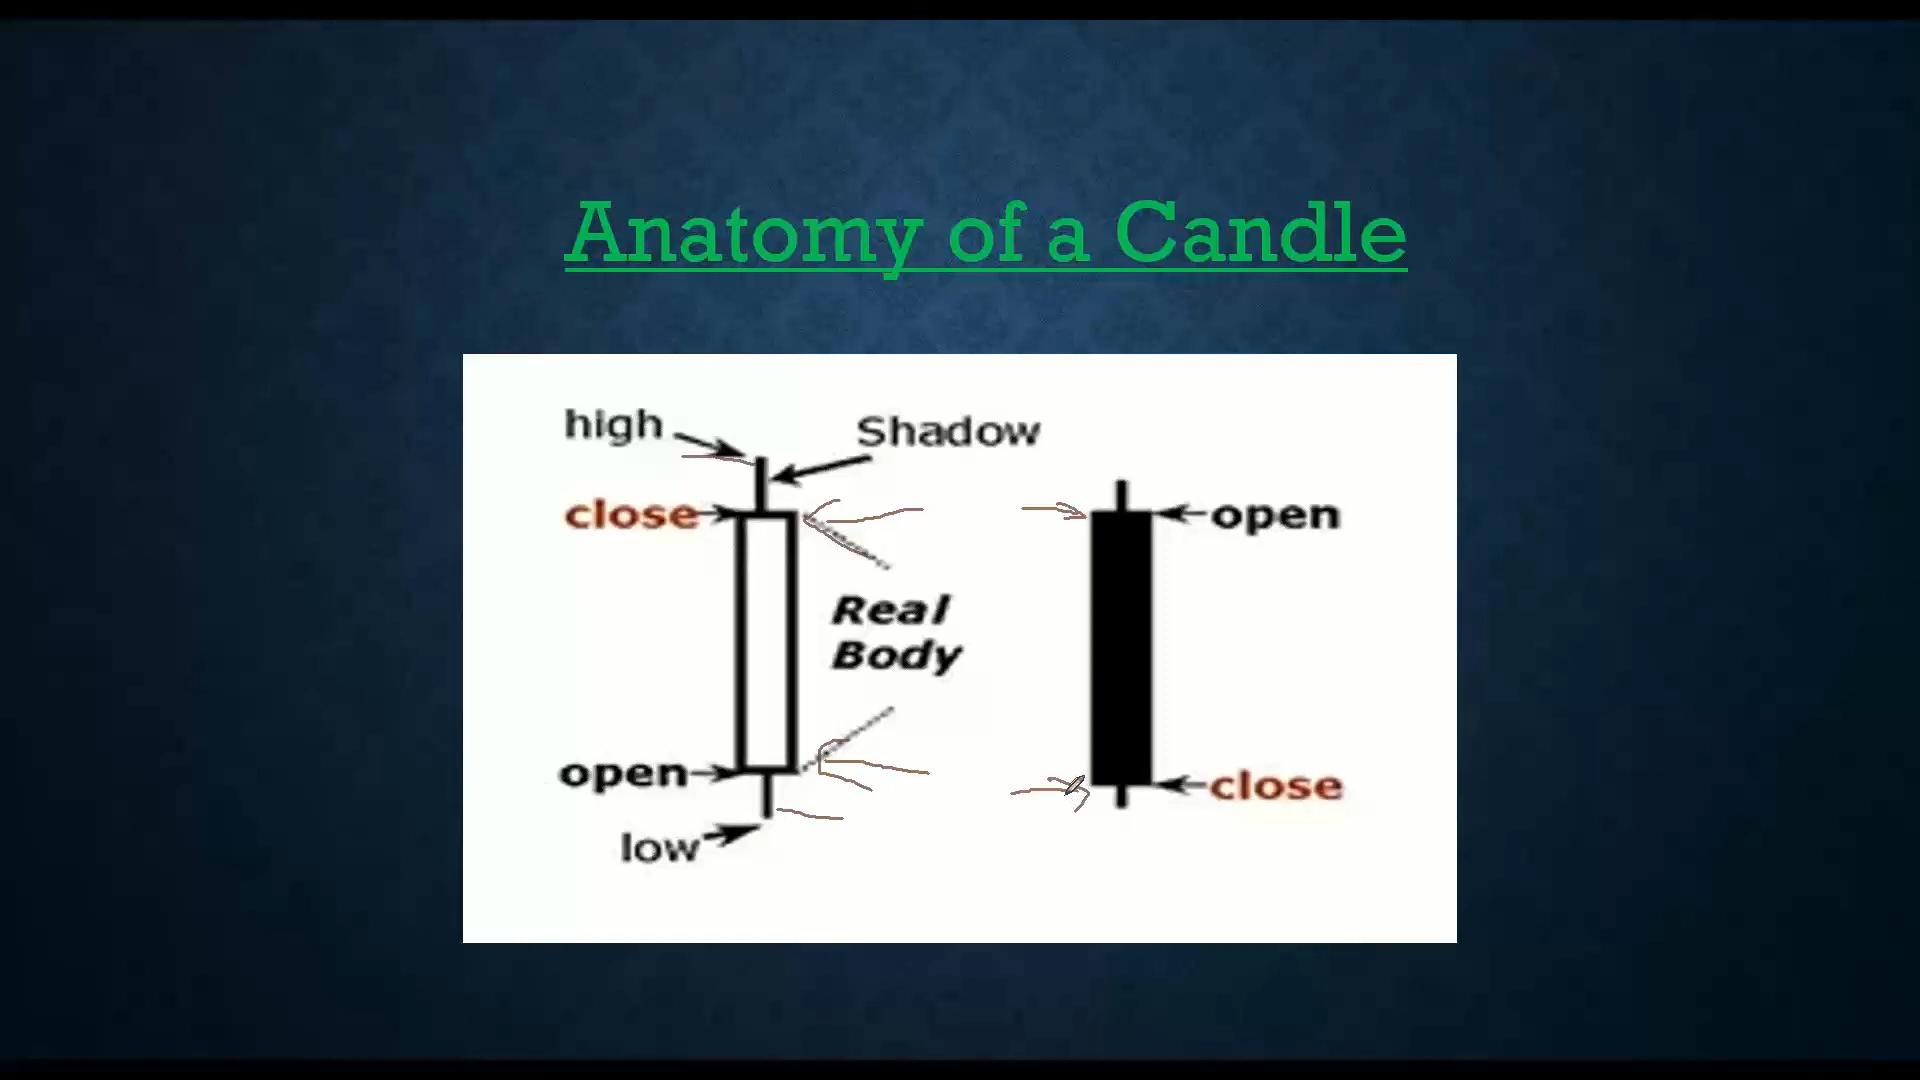 Anatomy of a Candle
high
Shadow
close
open
Real
Body
open
close
low